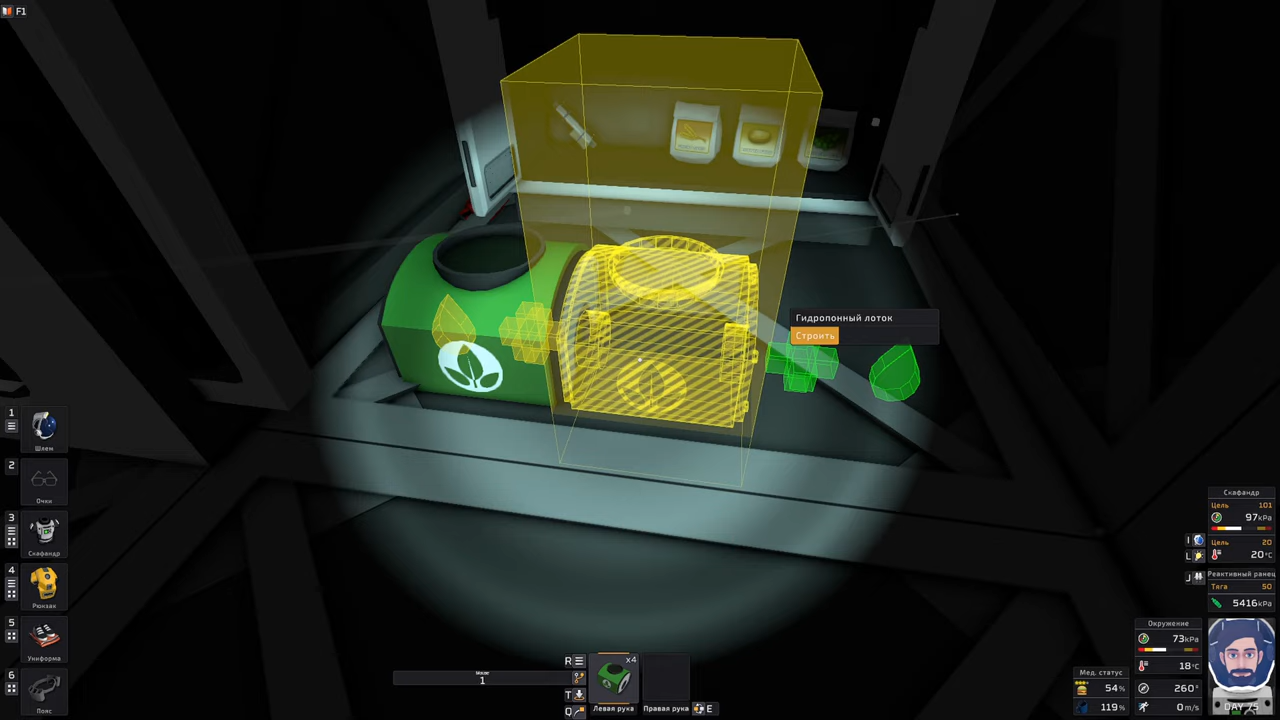 F1
Гидропонный лоток
Строить
1
Шлем
2
Очки
3
Скафандр
4
Рюкзак
5
Униформа
6
Пояс
R
1
T
Q
x4
Левая рука
Правая рука
E
Скафандр
Цель 101
97kPa
Цель 20
20°C
I
L
J
Реактивный ранец
Тяга 50
5416kPa
Окружение
73kPa
18°C
Мед. статус
54%
119%
260°
0m/s
DAY 75